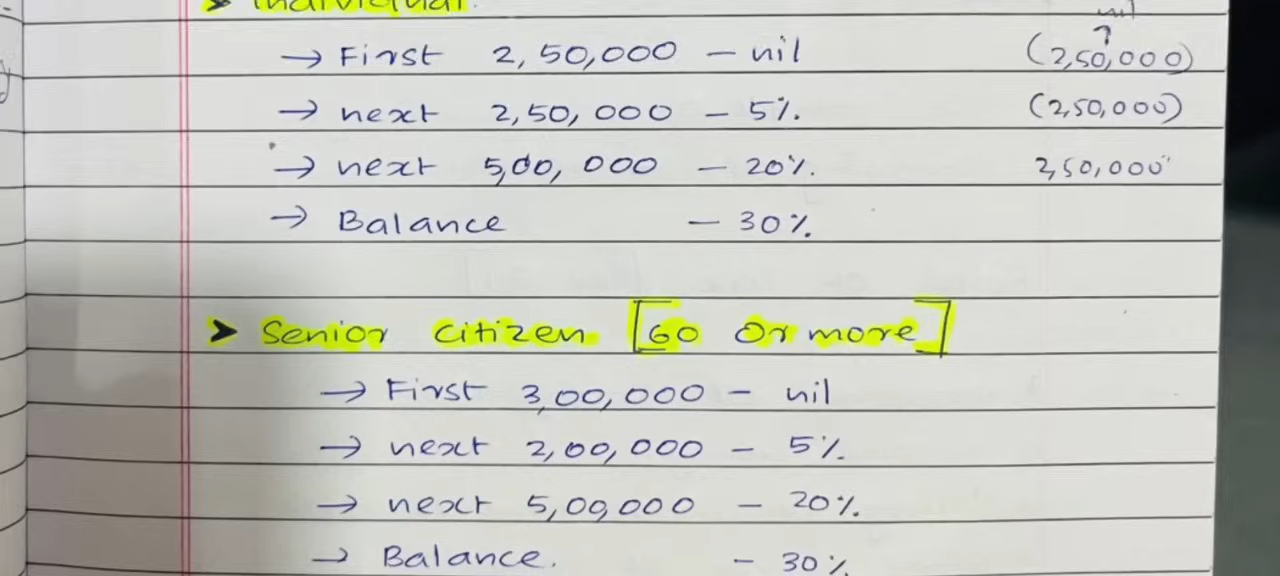 ➤ Individual.
nil
→ First 2,50,000 - nil (2,50,000)
→ next 2,50,000 - 5% (2,50,000)
→ next 5,00,000 - 20%. 2,50,000
→ Balance - 30%
➤ Senior citizen [60 or more]
→ First 3,00,000 - nil
→ next 2,00,000 - 5%.
→ next 5,00,000 - 20%.
→ Balance. - 30%